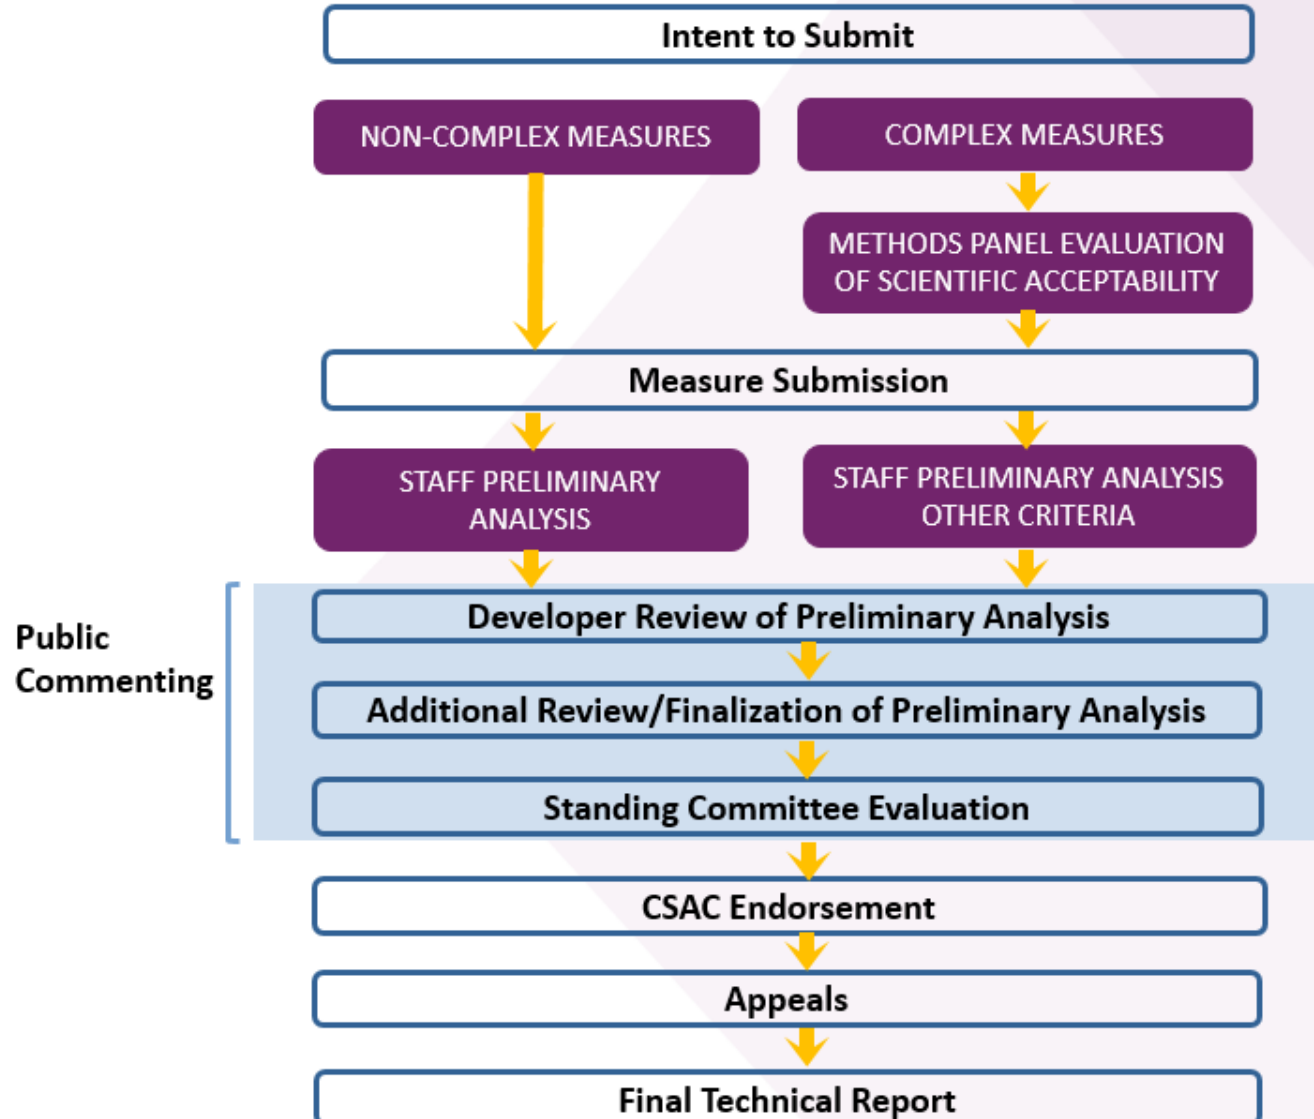 Intent to Submit
NON-COMPLEX MEASURES
COMPLEX MEASURES
METHODS PANEL EVALUATION
OF SCIENTIFIC ACCEPTABILITY
Measure Submission
STAFF PRELIMINARY
ANALYSIS
STAFF PRELIMINARY ANALYSIS
OTHER CRITERIA
Public
Commenting
Developer Review of Preliminary Analysis
Additional Review/Finalization of Preliminary Analysis
Standing Committee Evaluation
CSAC Endorsement
Appeals
Final Technical Report